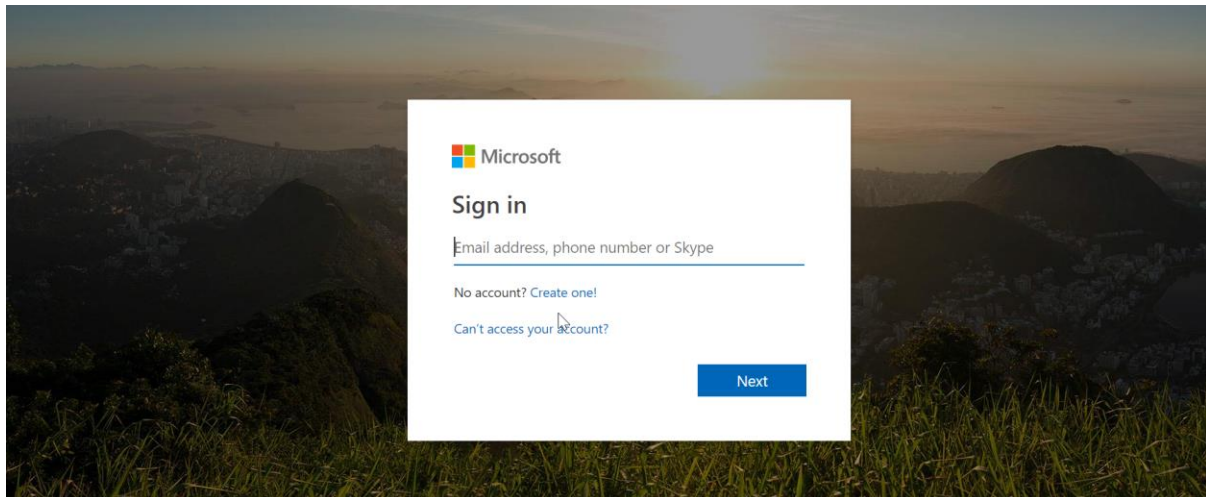 Microsoft
Sign in
Email address, phone number or Skype
No account? Create one!
Can't access your account?
Next